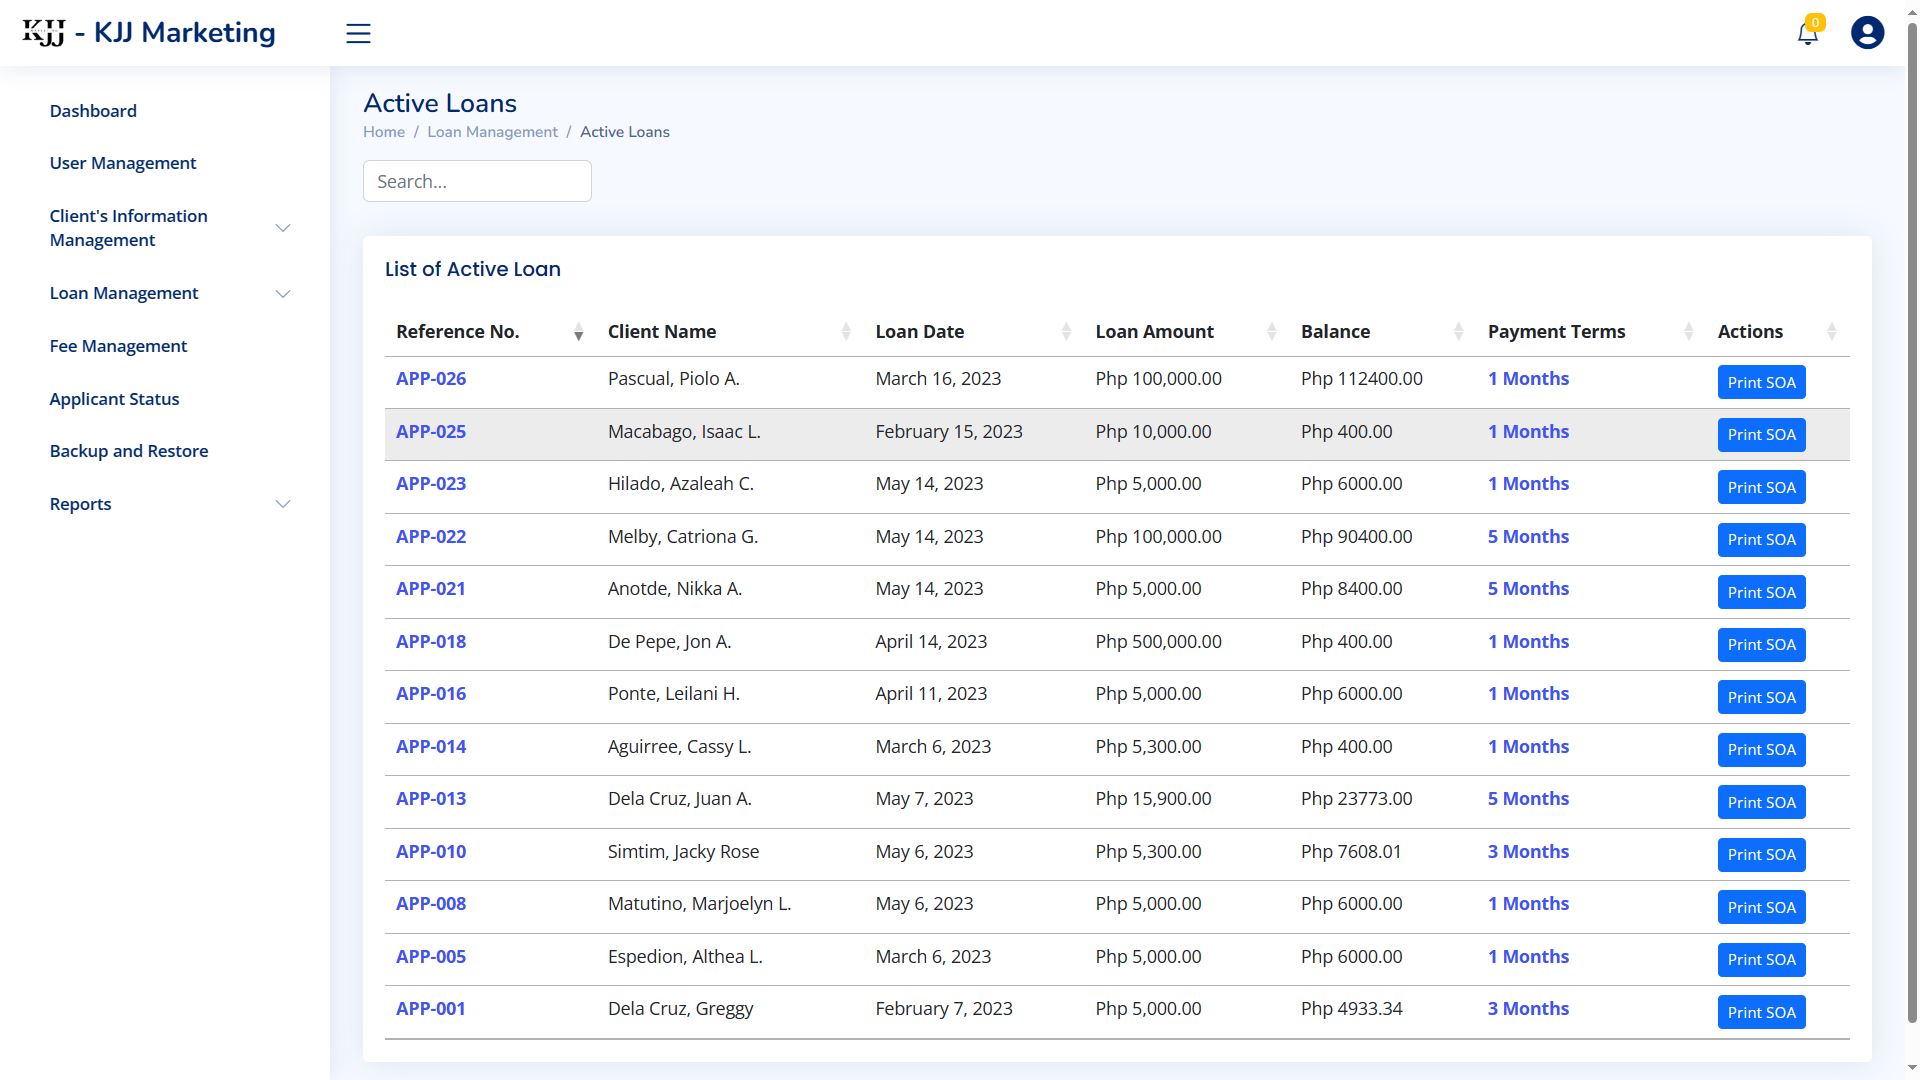 KJJ - KJJ Marketing
0
Dashboard
User Management
Client's Information
Management
Loan Management
Fee Management
Applicant Status
Backup and Restore
Reports
Active Loans
Home / Loan Management / Active Loans
Search...
List of Active Loan
Reference No. Client Name Loan Date Loan Amount Balance Payment Terms Actions
APP-026 Pascual, Piolo A. March 16, 2023 Php 100,000.00 Php 112400.00 1 Months Print SOA
APP-025 Macabago, Isaac L. February 15, 2023 Php 10,000.00 Php 400.00 1 Months Print SOA
APP-023 Hilado, Azaleah C. May 14, 2023 Php 5,000.00 Php 6000.00 1 Months Print SOA
APP-022 Melby, Catriona G. May 14, 2023 Php 100,000.00 Php 90400.00 5 Months Print SOA
APP-021 Anotde, Nikka A. May 14, 2023 Php 5,000.00 Php 8400.00 5 Months Print SOA
APP-018 De Pepe, Jon A. April 14, 2023 Php 500,000.00 Php 400.00 1 Months Print SOA
APP-016 Ponte, Leilani H. April 11, 2023 Php 5,000.00 Php 6000.00 1 Months Print SOA
APP-014 Aguirree, Cassy L. March 6, 2023 Php 5,300.00 Php 400.00 1 Months Print SOA
APP-013 Dela Cruz, Juan A. May 7, 2023 Php 15,900.00 Php 23773.00 5 Months Print SOA
APP-010 Simtim, Jacky Rose May 6, 2023 Php 5,300.00 Php 7608.01 3 Months Print SOA
APP-008 Matutino, Marjoelyn L. May 6, 2023 Php 5,000.00 Php 6000.00 1 Months Print SOA
APP-005 Espedion, Althea L. March 6, 2023 Php 5,000.00 Php 6000.00 1 Months Print SOA
APP-001 Dela Cruz, Greggy February 7, 2023 Php 5,000.00 Php 4933.34 3 Months Print SOA